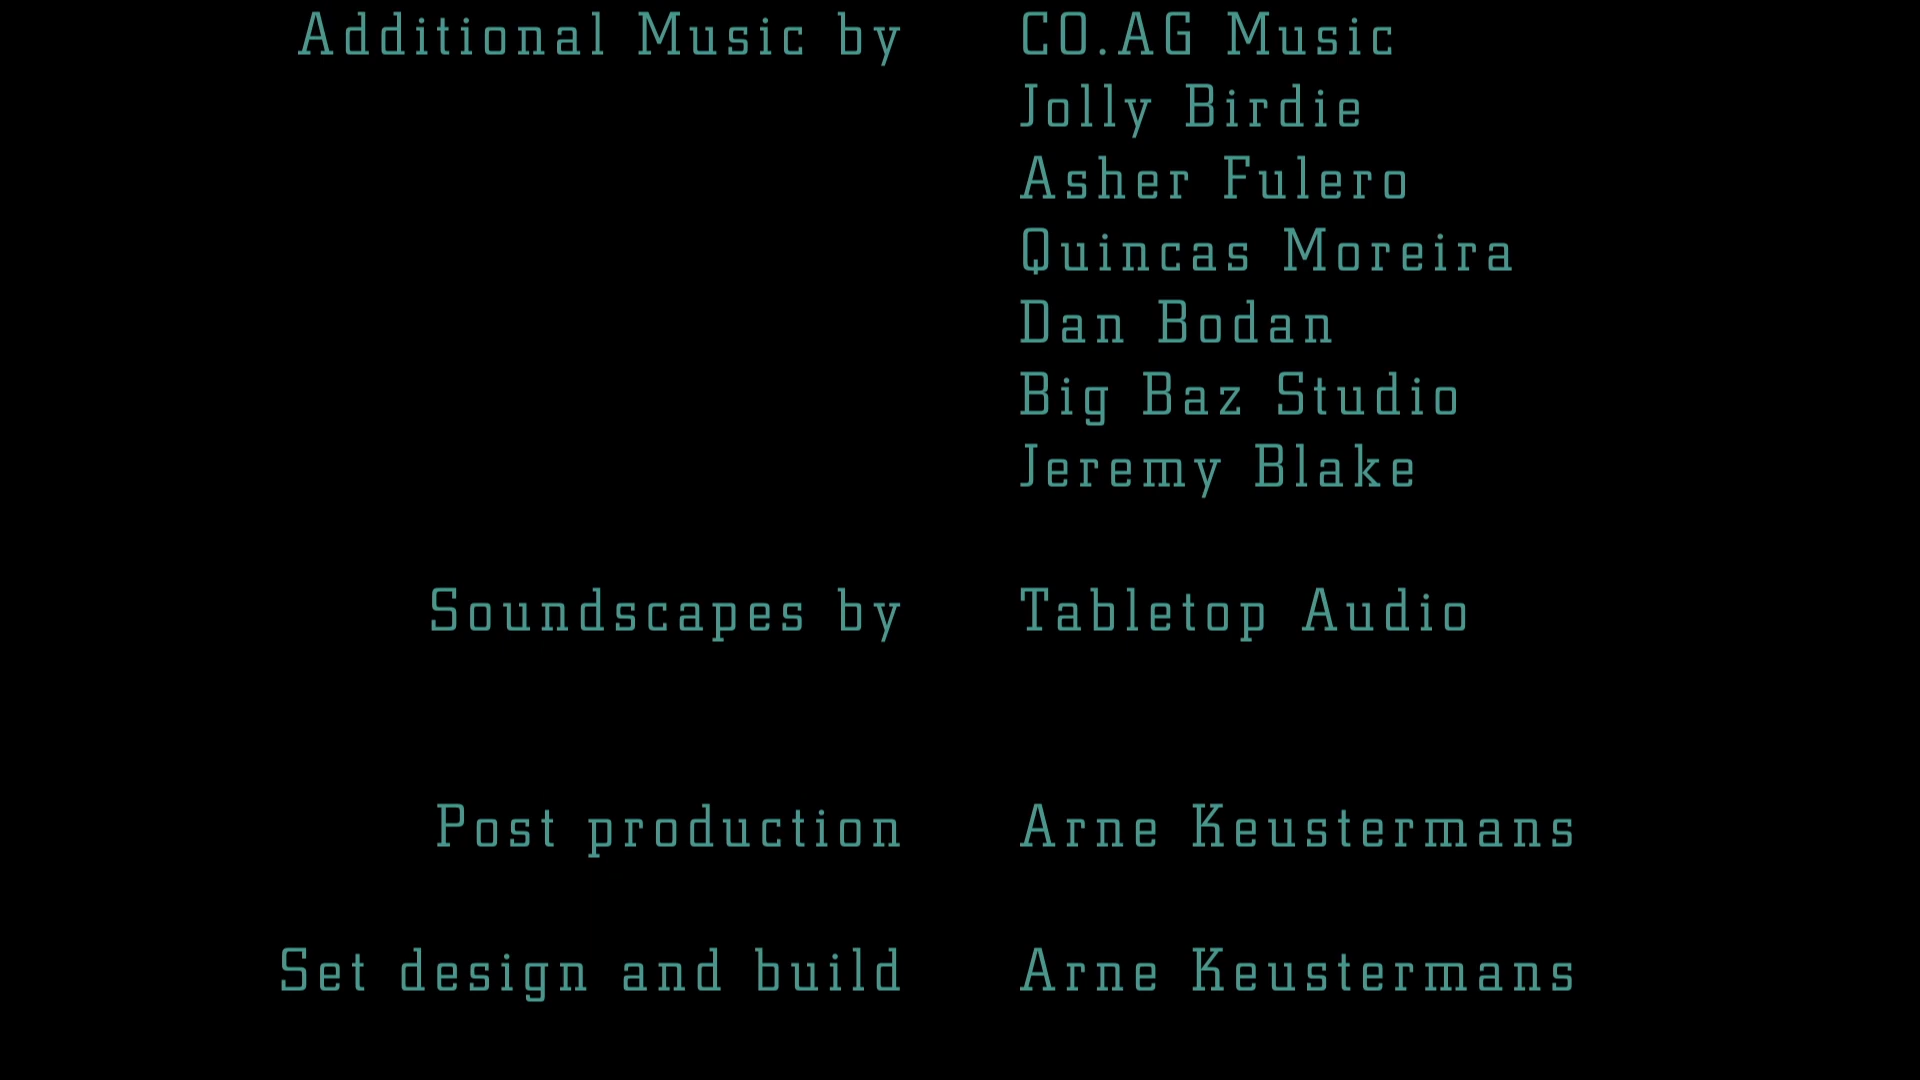 Additional Music by CO.AG Music
Jolly Birdie
Asher Fulero
Quincas Moreira
Dan Bodan
Big Baz Studio
Jeremy Blake
Soundscapes by Tabletop Audio
Post production Arne Keustermans
Set design and build Arne Keustermans